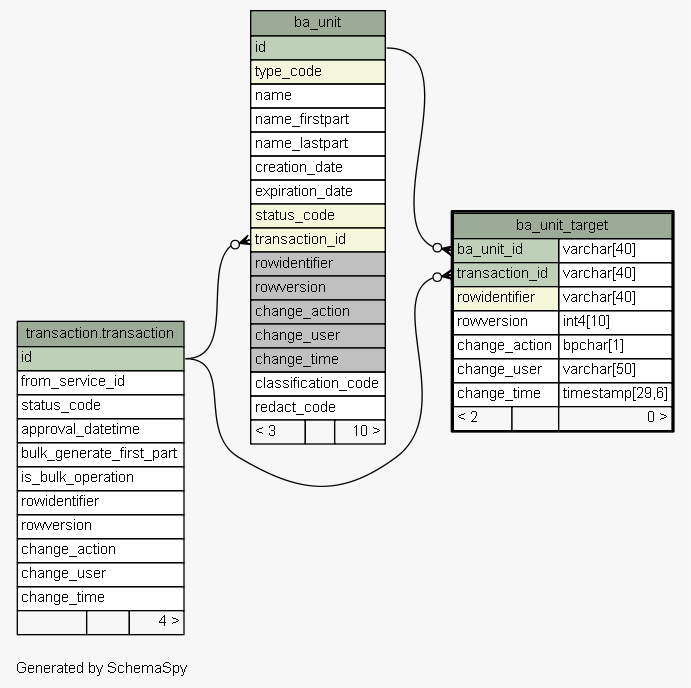 ba_unit
id
type_code
name
name_firstpart
name_lastpart
creation_date
expiration_date
status_code
transaction_id
rowidentifier
rowversion
change_action
change_user
change_time
classification_code
redact_code
< 3 10 >
ba_unit_target
ba_unit_id varchar[40]
transaction_id varchar[40]
rowidentifier varchar[40]
rowversion int4[10]
change_action bpchar[1]
change_user varchar[50]
change_time timestamp[29,6]
< 2 0 >
transaction.transaction
id
from_service_id
status_code
approval_datetime
bulk_generate_first_part
is_bulk_operation
rowidentifier
rowversion
change_action
change_user
change_time
4 >
Generated by SchemaSpy